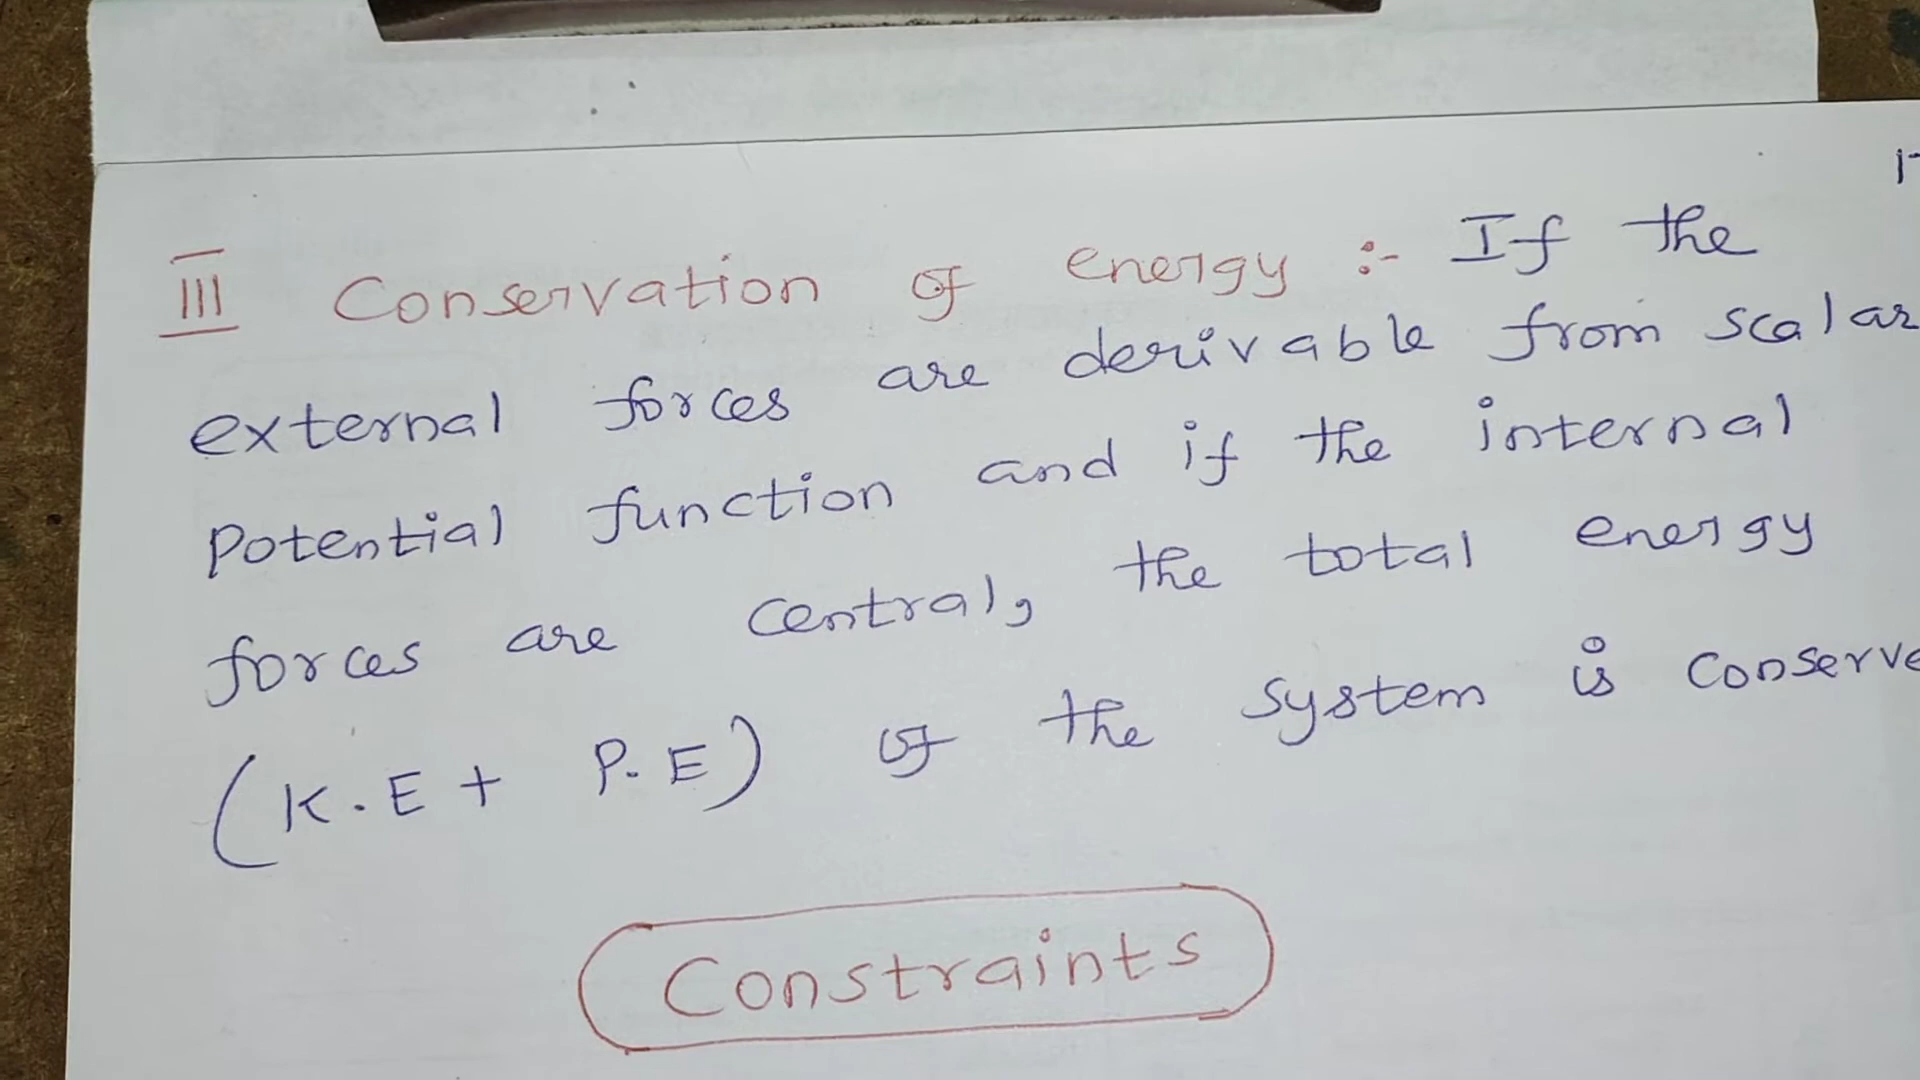 III Conservation of energy :- If the
external forces are derivable from scalar
Potential function and if the internal
forces are central, the total energy
(K.E + P.E) of the system is conserve
Constraints